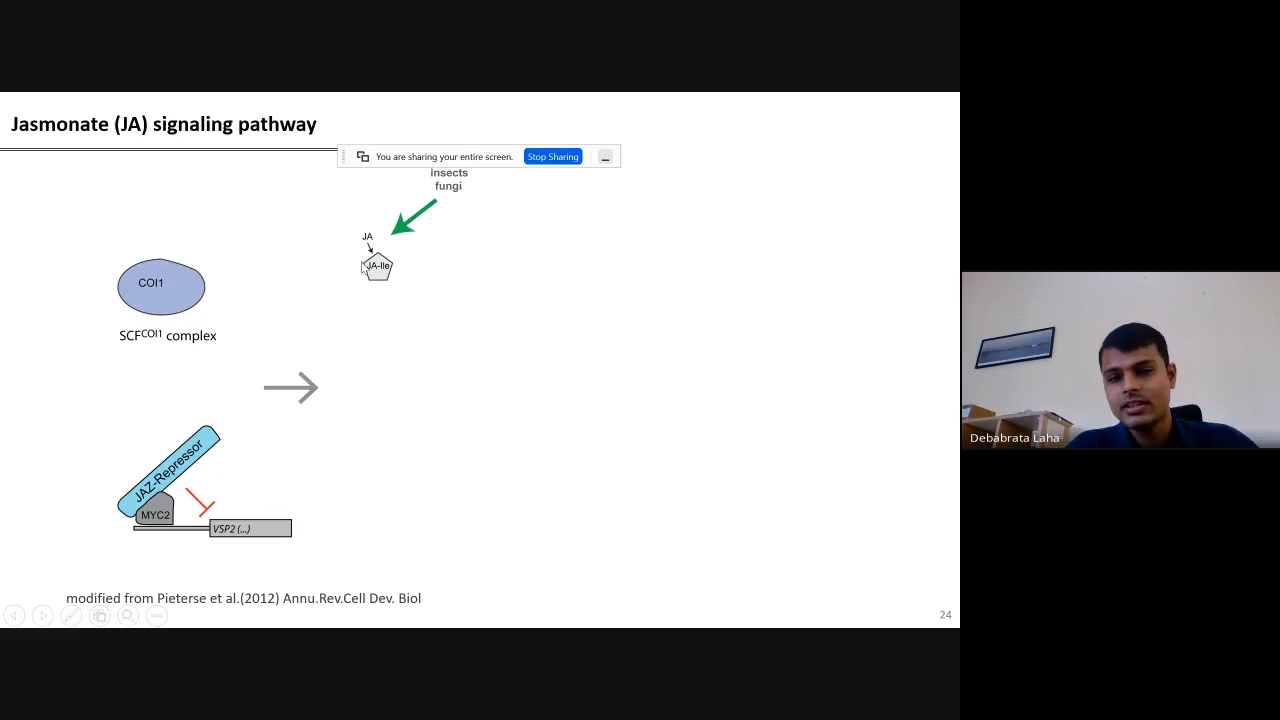 Jasmonate (JA) signaling pathway
You are sharing your entire screen.
Stop Sharing
insects
fungi
JA
JA-Ile
COI1
SCFCOI1 complex
JAZ-Repressor
MYC2
VSP2 (...)
modified from Pieterse et al.(2012) Annu.Rev.Cell Dev. Biol
24
Debabrata Laha